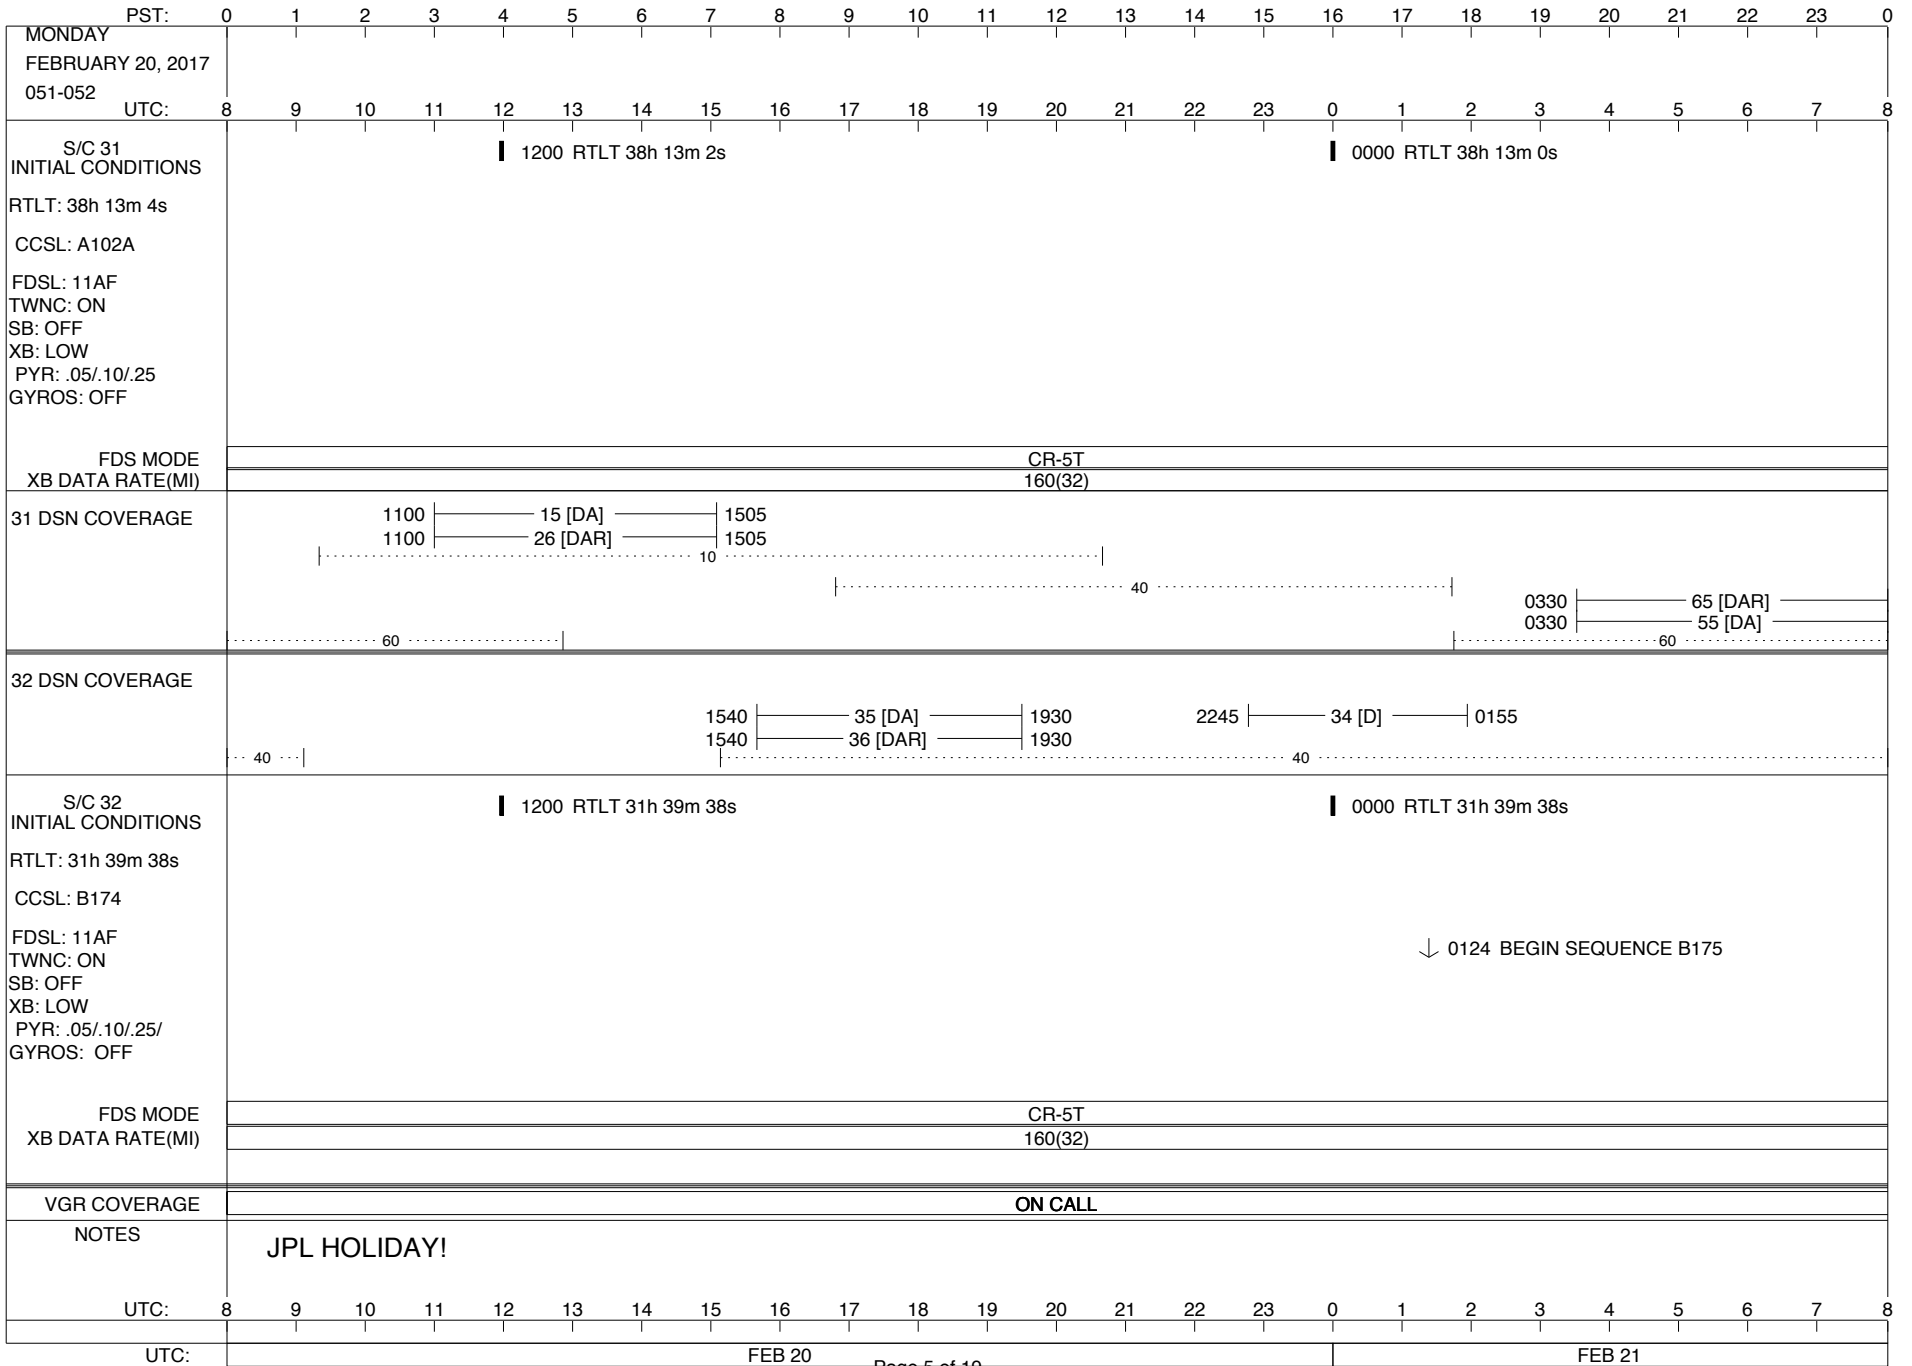 PST: 0 1 2 3 4 5 6 7 8 9 10 11 12 13 14 15 16 17 18 19 20 21 22 23 0
MONDAY
FEBRUARY 20, 2017
051-052
UTC: 8 9 10 11 12 13 14 15 16 17 18 19 20 21 22 23 0 1 2 3 4 5 6 7 8
S/C 31
INITIAL CONDITIONS
1200 RTLT 38h 13m 2s
0000 RTLT 38h 13m 0s
RTLT: 38h 13m 4s
CCSL: A102A
FDSL: 11AF
TWNC: ON
SB: OFF
XB: LOW
PYR: .05/.10/.25
GYROS: OFF
FDS MODE CR-5T
XB DATA RATE(MI) 160(32)
31 DSN COVERAGE
1100 15 [DA] 1505
1100 26 [DAR] 1505
10
40
0330 65 [DAR]
0330 55 [DA]
60 60
32 DSN COVERAGE
1540 35 [DA] 1930 2245 34 [D] 0155
1540 36 [DAR] 1930
40 40
S/C 32
INITIAL CONDITIONS
1200 RTLT 31h 39m 38s
0000 RTLT 31h 39m 38s
RTLT: 31h 39m 38s
CCSL: B174
FDSL: 11AF
0124 BEGIN SEQUENCE B175
TWNC: ON
SB: OFF
XB: LOW
PYR: .05/.10/.25/
GYROS: OFF
FDS MODE CR-5T
XB DATA RATE(MI) 160(32)
VGR COVERAGE ON CALL
NOTES
JPL HOLIDAY!
UTC: 8 9 10 11 12 13 14 15 16 17 18 19 20 21 22 23 0 1 2 3 4 5 6 7 8
UTC: FEB 20 FEB 21
Page 5 of 19